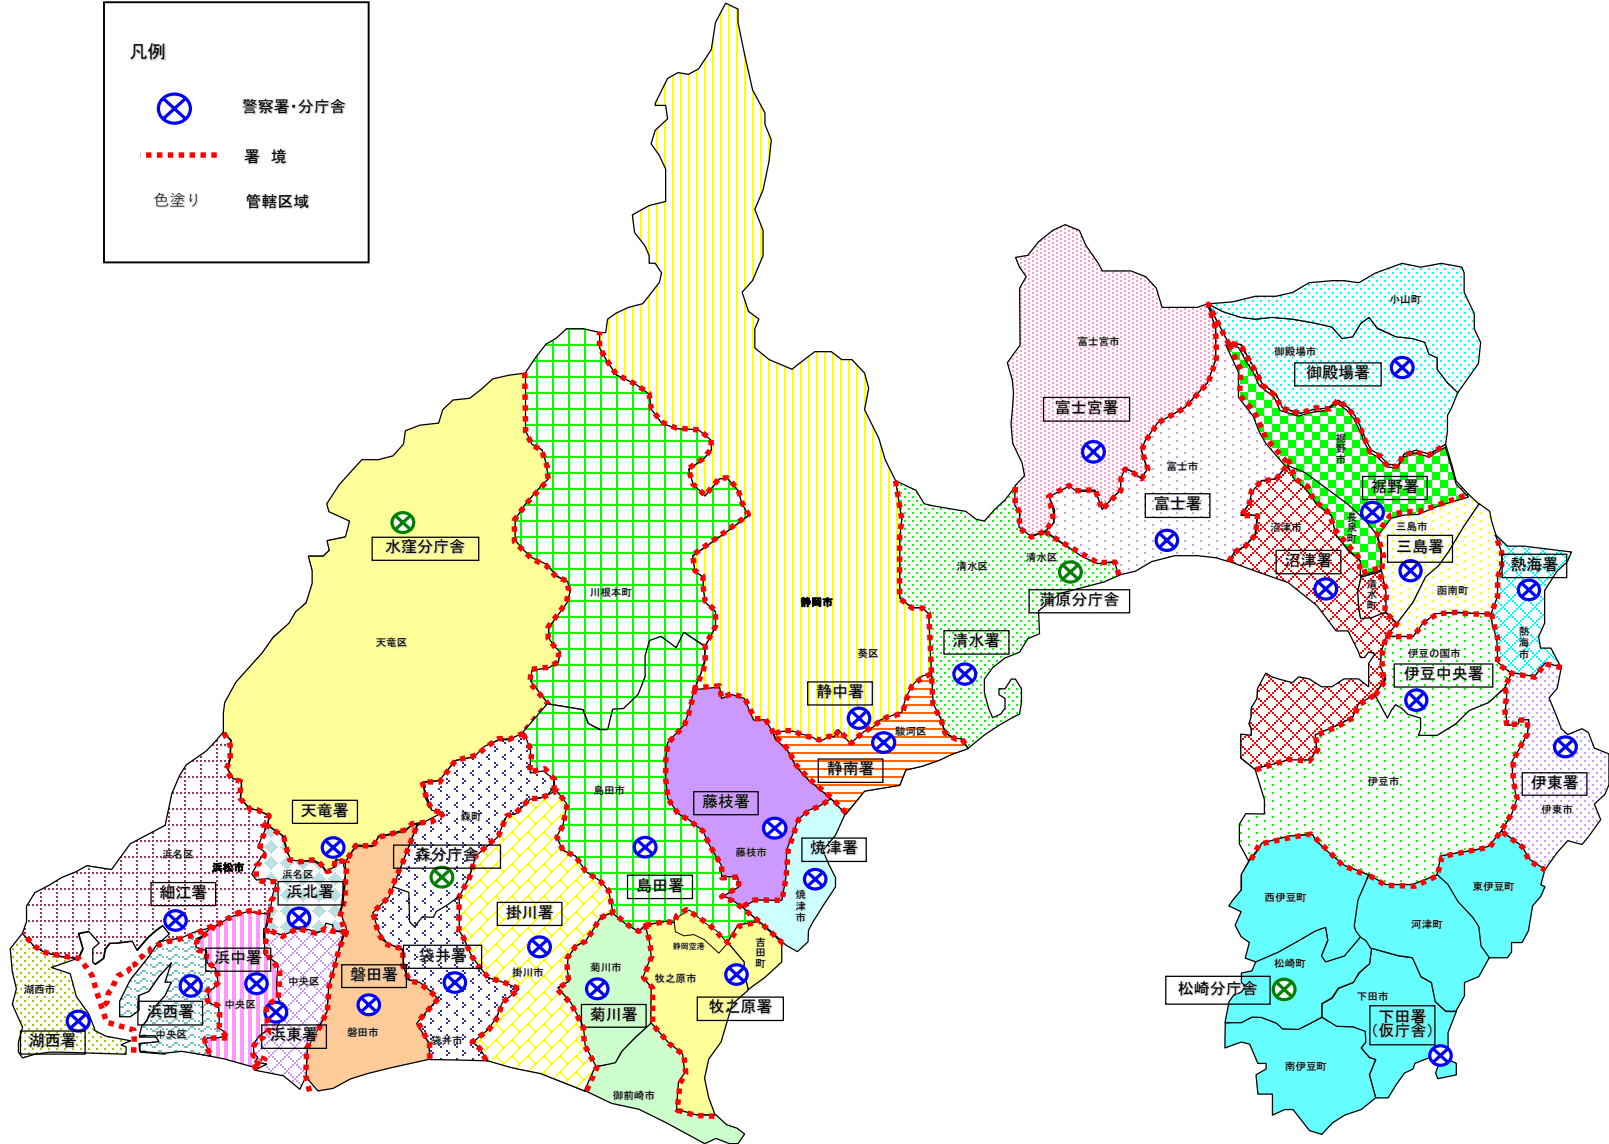 凡例
警察署・分庁舎
署 境
色塗り 管轄区域
小山町
御殿場市
御殿場署
富士宮市
富士宮署
富士市
富士署
裾野市
裾野署
長泉町
沼津市
沼津署
清水町
三島市
三島署
函南町
熱海署
熱海市
伊豆の国市
伊豆中央署
伊豆市
伊東署
伊東市
東伊豆町
西伊豆町
河津町
松崎町
松崎分庁舎
下田市
下田署
(仮庁舎)
南伊豆町
清水区
清水区
蒲原分庁舎
清水署
静岡市
葵区
静中署
駿河区
静南署
水窪分庁舎
川根本町
天竜区
天竜署
島田市
島田署
藤枝署
藤枝市
焼津署
焼津市
森町
森分庁舎
浜名区
浜松市
細江署
浜名区
浜北署
掛川署
掛川市
袋井署
袋井市
磐田署
磐田市
浜中署
中央区
中央区
浜東署
浜西署
中央区
湖西市
湖西署
菊川市
菊川署
静岡空港
牧之原市
吉田町
牧之原署
御前崎市